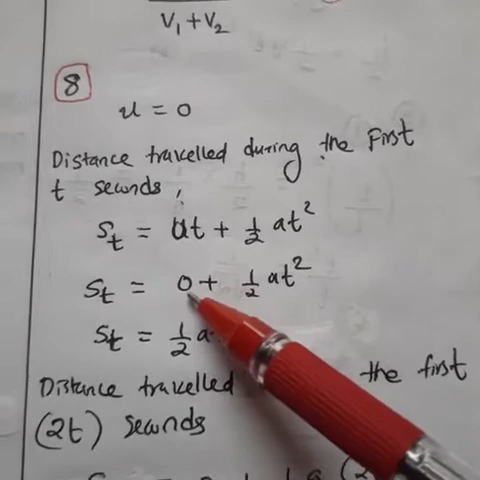 V₁ + V₂
8
u = 0
Distance travelled during the First
t seconds,
Sₜ = ut + ½ at²
Sₜ = 0 + ½ at²
Sₜ = ½ a
Distance travelled the first
(2t) seconds